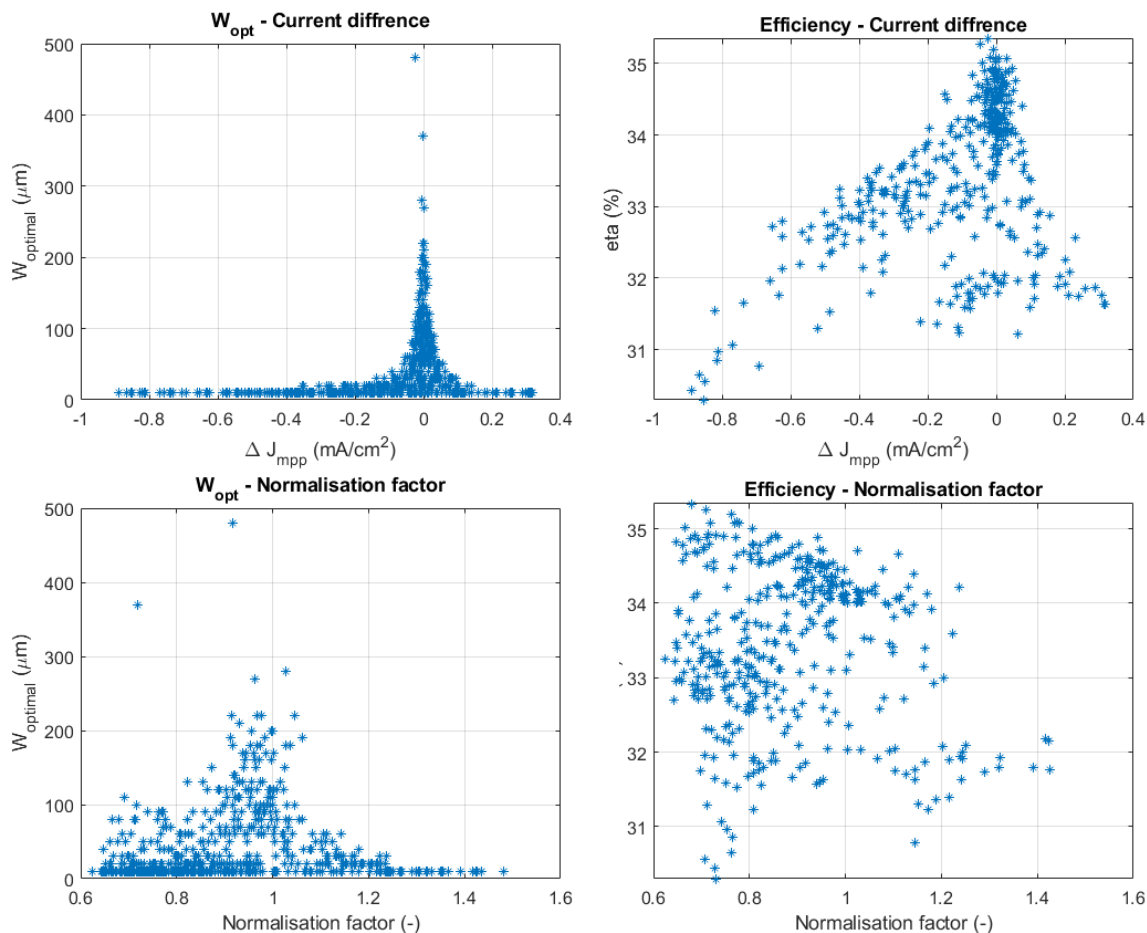 W_opt - Current diffrence
500
400
300
200
100
0
W_optimal (μm)
-1 -0.8 -0.6 -0.4 -0.2 0 0.2 0.4
Δ J_mpp (mA/cm²)
Efficiency - Current diffrence
35
34
33
32
31
eta (%)
-1 -0.8 -0.6 -0.4 -0.2 0 0.2 0.4
Δ J_mpp (mA/cm²)
W_opt - Normalisation factor
500
400
300
200
100
0
W_optimal (μm)
0.6 0.8 1 1.2 1.4 1.6
Normalisation factor (-)
Efficiency - Normalisation factor
35
34
33
32
31
0.6 0.8 1 1.2 1.4 1.6
Normalisation factor (-)